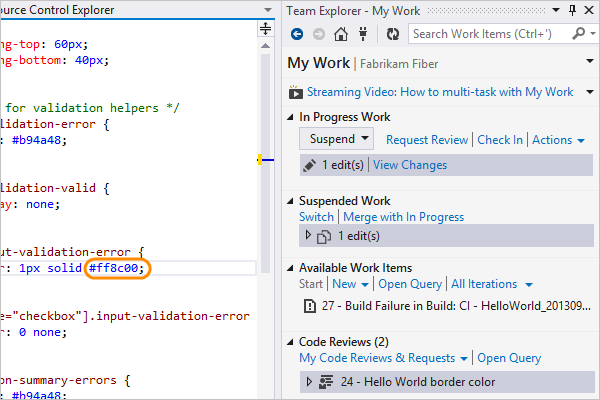 ource Control Explorer
ng-top: 60px;
ng-bottom: 40px;
for validation helpers */
lidation-error {
: #b94a48;
lidation-valid {
ay: none;
ut-validation-error {
r: 1px solid #ff8c00;
e="checkbox"].input-validation-error
r: 0 none;
on-summary-errors {
: #b94a48;
Team Explorer - My Work
Search Work Items (Ctrl+')
My Work | Fabrikam Fiber
Streaming Video: How to multi-task with My Work
In Progress Work
Suspend Request Review | Check In | Actions
1 edit(s) | View Changes
Suspended Work
Switch | Merge with In Progress
1 edit(s)
Available Work Items
Start | New | Open Query | All Iterations
27 - Build Failure in Build: CI - HelloWorld_201309...
Code Reviews (2)
My Code Reviews & Requests | Open Query
24 - Hello World border color